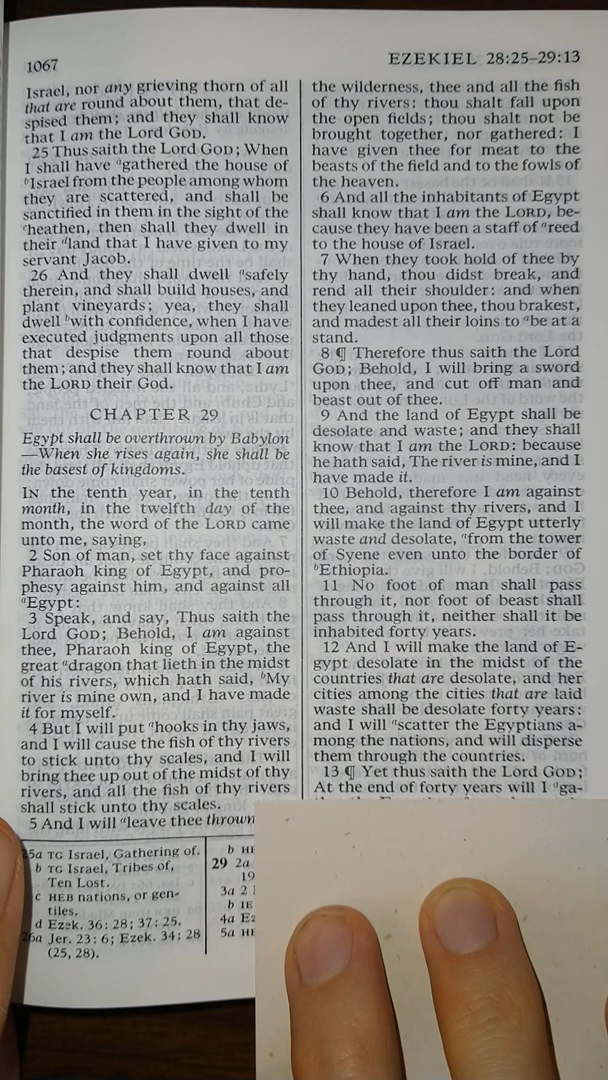 1067
EZEKIEL 28:25–29:13
Israel, nor any grieving thorn of all
that are round about them, that de-
spised them; and they shall know
that I am the Lord GOD.
25 Thus saith the Lord GOD; When
I shall have ᵃgathered the house of
ᵇIsrael from the people among whom
they are scattered, and shall be
sanctified in them in the sight of the
ᶜheathen, then shall they dwell in
their ᵈland that I have given to my
servant Jacob.
26 And they shall dwell ᵃsafely
therein, and shall build houses, and
plant vineyards; yea, they shall
dwell ᵇwith confidence, when I have
executed judgments upon all those
that despise them round about
them; and they shall know that I am
the LORD their God.
CHAPTER 29
Egypt shall be overthrown by Babylon
—When she rises again, she shall be
the basest of kingdoms.
IN the tenth year, in the tenth
month, in the twelfth day of the
month, the word of the LORD came
unto me, saying,
2 Son of man, set thy face against
Pharaoh king of Egypt, and pro-
phesy against him, and against all
ᵃEgypt:
3 Speak, and say, Thus saith the
Lord GOD; Behold, I am against
thee, Pharaoh king of Egypt, the
great ᵃdragon that lieth in the midst
of his rivers, which hath said, ᵇMy
river is mine own, and I have made
it for myself.
4 But I will put ᵃhooks in thy jaws,
and I will cause the fish of thy rivers
to stick unto thy scales, and I will
bring thee up out of the midst of thy
rivers, and all the fish of thy rivers
shall stick unto thy scales.
5 And I will ᵃleave thee thrown
the wilderness, thee and all the fish
of thy rivers: thou shalt fall upon
the open fields; thou shalt not be
brought together, nor gathered: I
have given thee for meat to the
beasts of the field and to the fowls of
the heaven.
6 And all the inhabitants of Egypt
shall know that I am the LORD, be-
cause they have been a staff of ᵃreed
to the house of Israel.
7 When they took hold of thee by
thy hand, thou didst break, and
rend all their shoulder: and when
they leaned upon thee, thou brakest,
and madest all their loins to ᵃbe at a
stand.
8 ¶ Therefore thus saith the Lord
GOD; Behold, I will bring a sword
upon thee, and cut off man and
beast out of thee.
9 And the land of Egypt shall be
desolate and waste; and they shall
know that I am the LORD: because
he hath said, The river is mine, and I
have made it.
10 Behold, therefore I am against
thee, and against thy rivers, and I
will make the land of Egypt utterly
waste and desolate, ᵃfrom the tower
of Syene even unto the border of
ᵇEthiopia.
11 No foot of man shall pass
through it, nor foot of beast shall
pass through it, neither shall it be
inhabited forty years.
12 And I will make the land of E-
gypt desolate in the midst of the
countries that are desolate, and her
cities among the cities that are laid
waste shall be desolate forty years:
and I will ᵃscatter the Egyptians a-
mong the nations, and will disperse
them through the countries.
13 ¶ Yet thus saith the Lord GOD;
At the end of forty years will I ᵃga-
25a TG Israel, Gathering of.
b TG Israel, Tribes of,
Ten Lost.
c HEB nations, or gen-
tiles.
d Ezek. 36: 28; 37: 25.
26a Jer. 23: 6; Ezek. 34: 28
(25, 28).
b HE
29 2a
19
3a 2
b IE
4a Ez
5a HE